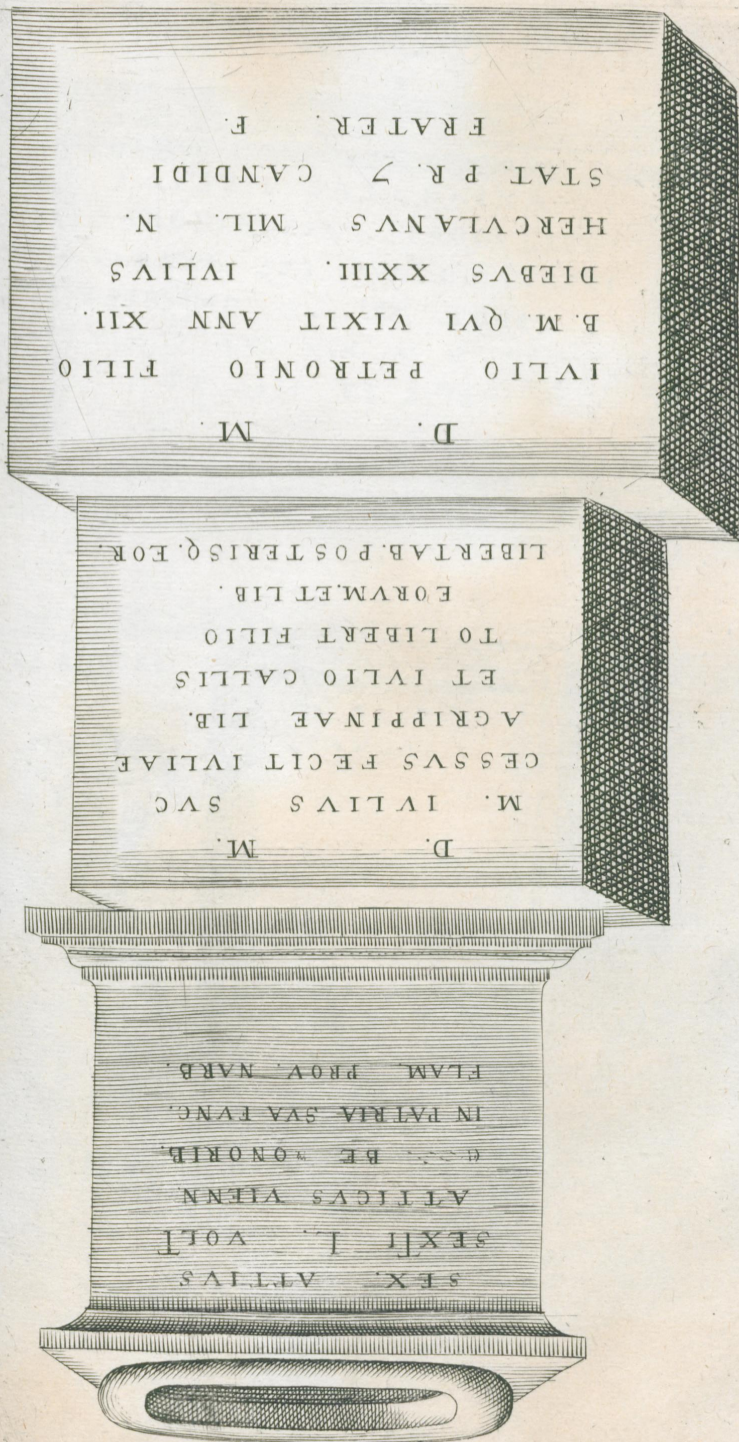 SEX. ATTIVS
SEXTI L. VOLT
ATTICVS VIENN.
BE ONORIB.
IN PATRIA SVA FVNC.
FLAM. PROV. NARB.
D. M.
M. IVLIVS SVC
CESSVS FECIT IVLIAE
AGRIPPINAE LIB.
ET IVLIO CALLIS
TO LIBERT FILIO
EORVM.ET LIB.
LIBERTAB.POSTERISQ.EOR.
D. M.
IVLIO PETRONIO FILIO
B. M. QVI VIXIT ANN XII.
DIEBVS XXIII. IVLIVS
HERCVLANVS MIL. N.
STAT. PR. 7 CANDIDI
FRATER. F.